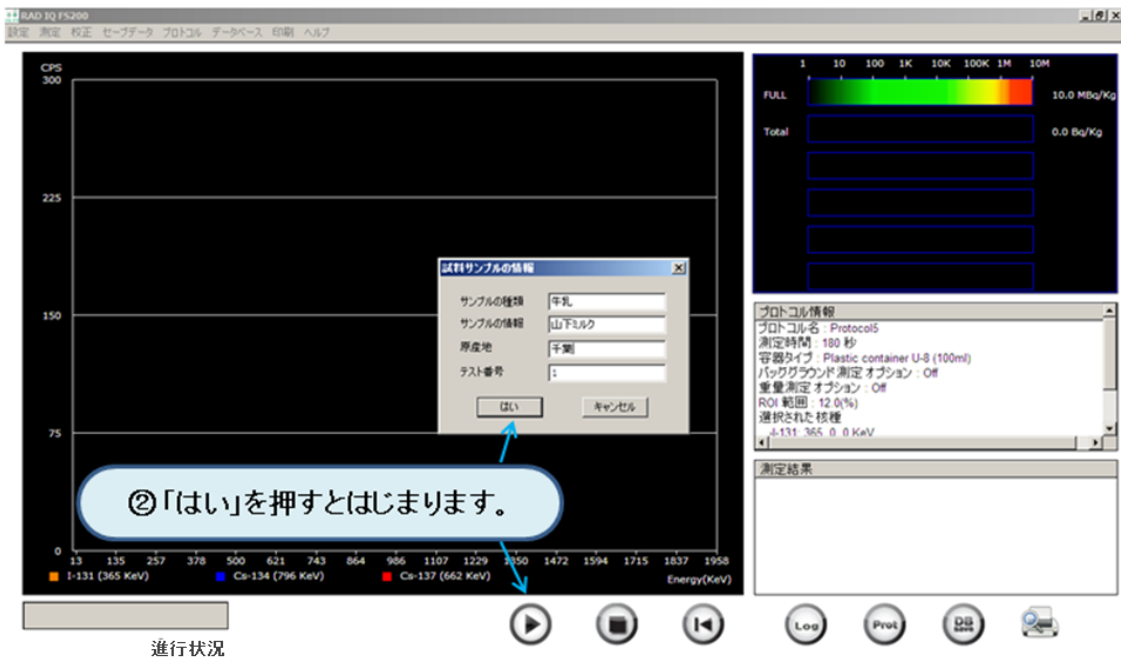 RAD IQ FS200
設定 測定 校正 セーブデータ プロトコル データベース 印刷 ヘルプ
CPS
300
225
150
75
0
13 135 257 378 500 621 743 864 986 1107 1229 1350 1472 1594 1715 1837 1958
I-131 (365 KeV) Cs-134 (796 KeV) Cs-137 (662 KeV)
Energy(KeV)
試料サンプルの情報
サンプルの種類 牛乳
サンプルの情報 山下ミルク
原産地 千葉
テスト番号 1
はい キャンセル
②「はい」を押すとはじまります。
1 10 100 1K 10K 100K 1M 10M
FULL 10.0 MBq/Kg
Total 0.0 Bq/Kg
プロトコル情報
プロトコル名 : Protocol5
測定時間 : 180 秒
容器タイプ : Plastic container U-8 (100ml)
バックグラウンド測定 オプション : Off
重量測定 オプション : Off
ROI 範囲 : 12.0(%)
選択された 核種
-I-131: 365, 0, 0 KeV
測定結果
進行状況
Log Prot DB save